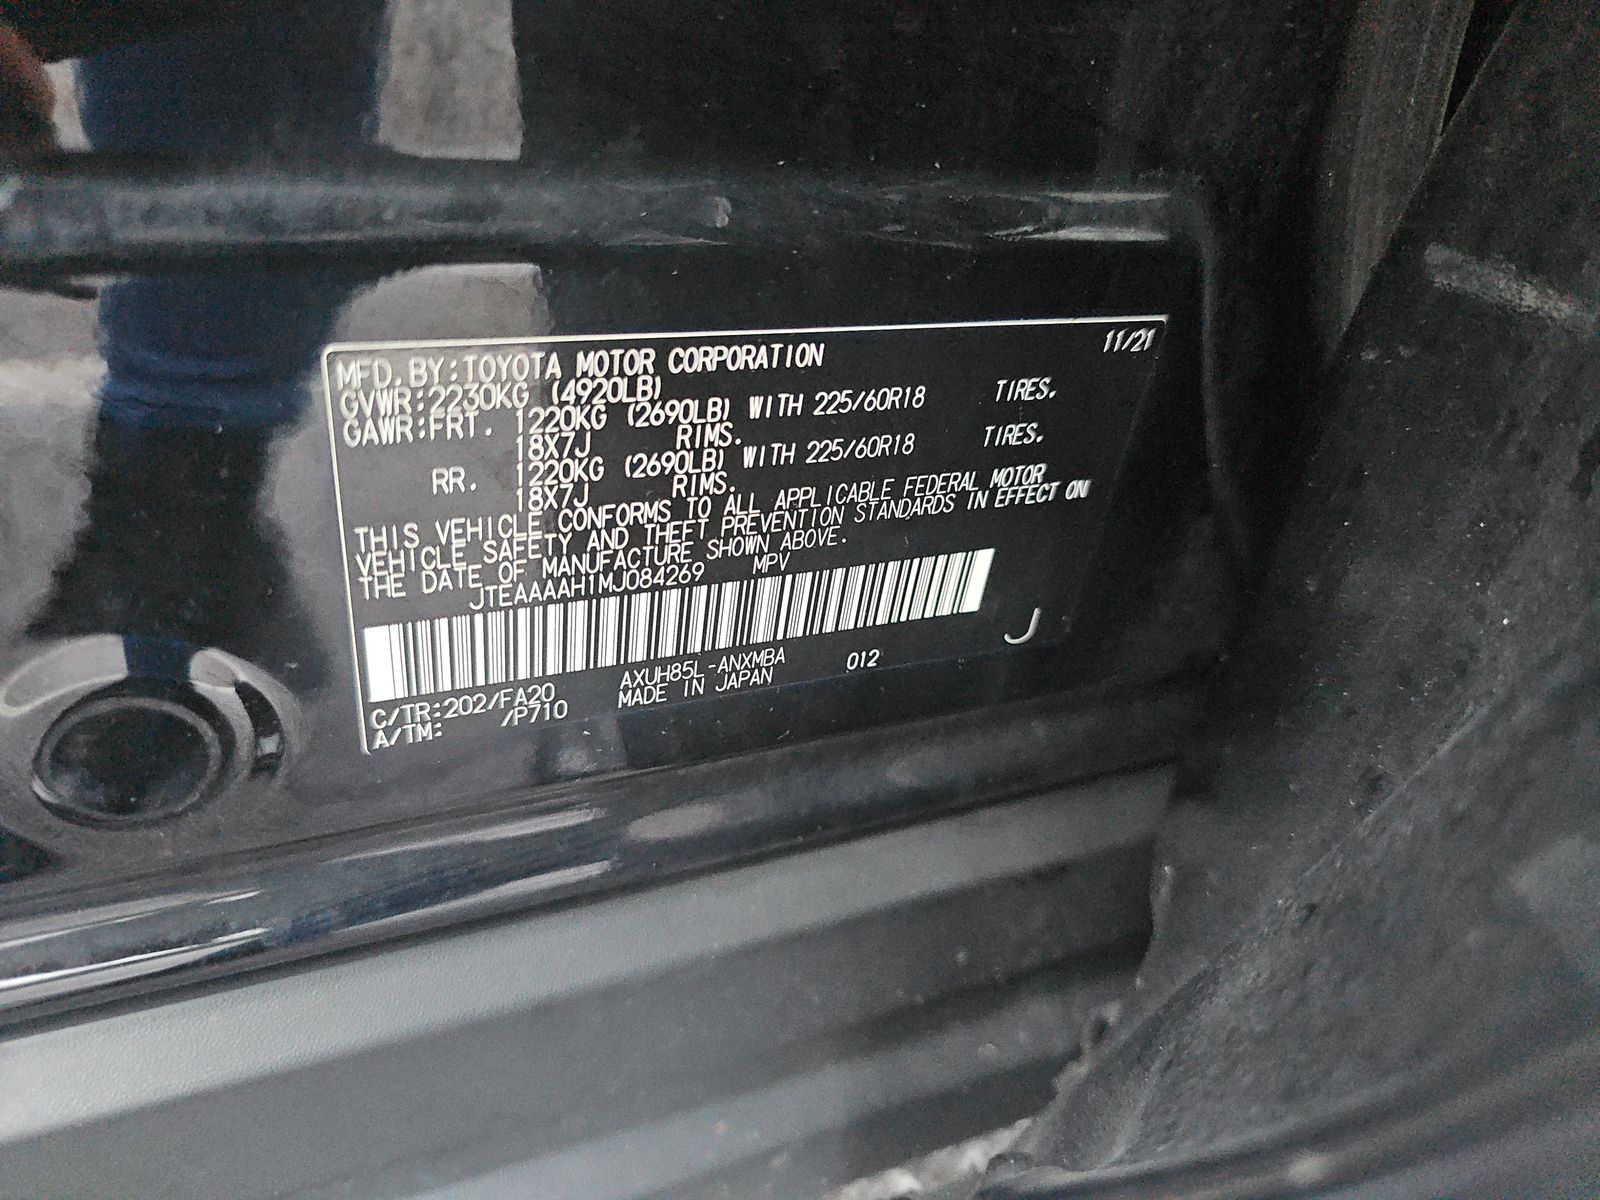 MFD. BY: TOYOTA MOTOR CORPORATION 11/21
GVWR: 2230KG (4920LB)
GAWR: FRT. 1220KG (2690LB) WITH 225/60R18 TIRES.
18X7J RIMS.
RR. 1220KG (2690LB) WITH 225/60R18 TIRES.
18X7J RIMS.
THIS VEHICLE CONFORMS TO ALL APPLICABLE FEDERAL MOTOR
VEHICLE SAFETY AND THEFT PREVENTION STANDARDS IN EFFECT ON
THE DATE OF MANUFACTURE SHOWN ABOVE.
JTEAAAAH1MJ084269 MPV
J
C/TR: 202/FA20 AXUH85L-ANXMBA 012
A/TM: /P710 MADE IN JAPAN